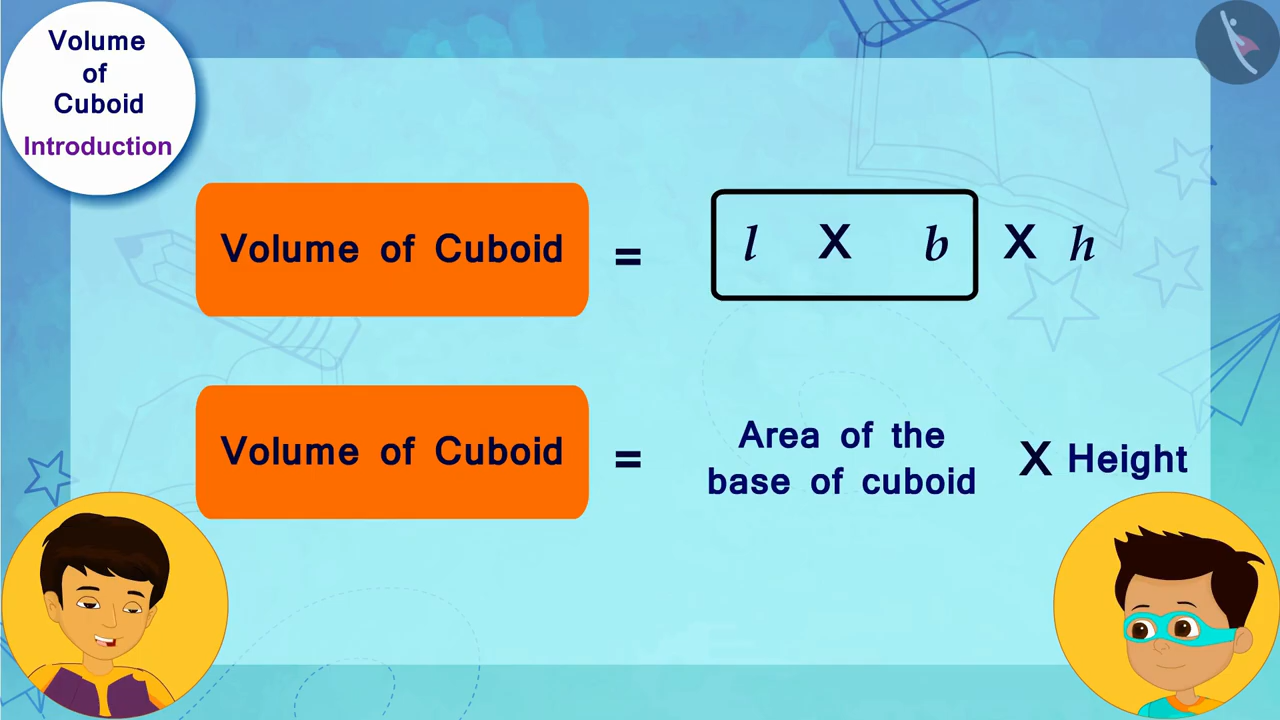 Volume
of
Cuboid
Introduction
Volume of Cuboid = l X b X h
Volume of Cuboid = Area of the
base of cuboid X Height